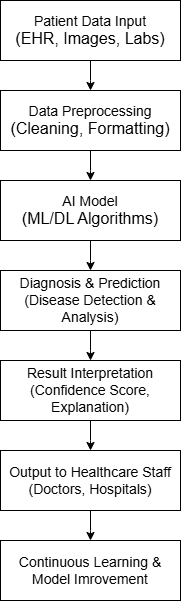 Patient Data Input
(EHR, Images, Labs)
Data Preprocessing
(Cleaning, Formatting)
AI Model
(ML/DL Algorithms)
Diagnosis & Prediction
(Disease Detection &
Analysis)
Result Interpretation
(Confidence Score,
Explanation)
Output to Healthcare Staff
(Doctors, Hospitals)
Continuous Learning &
Model Imrovement